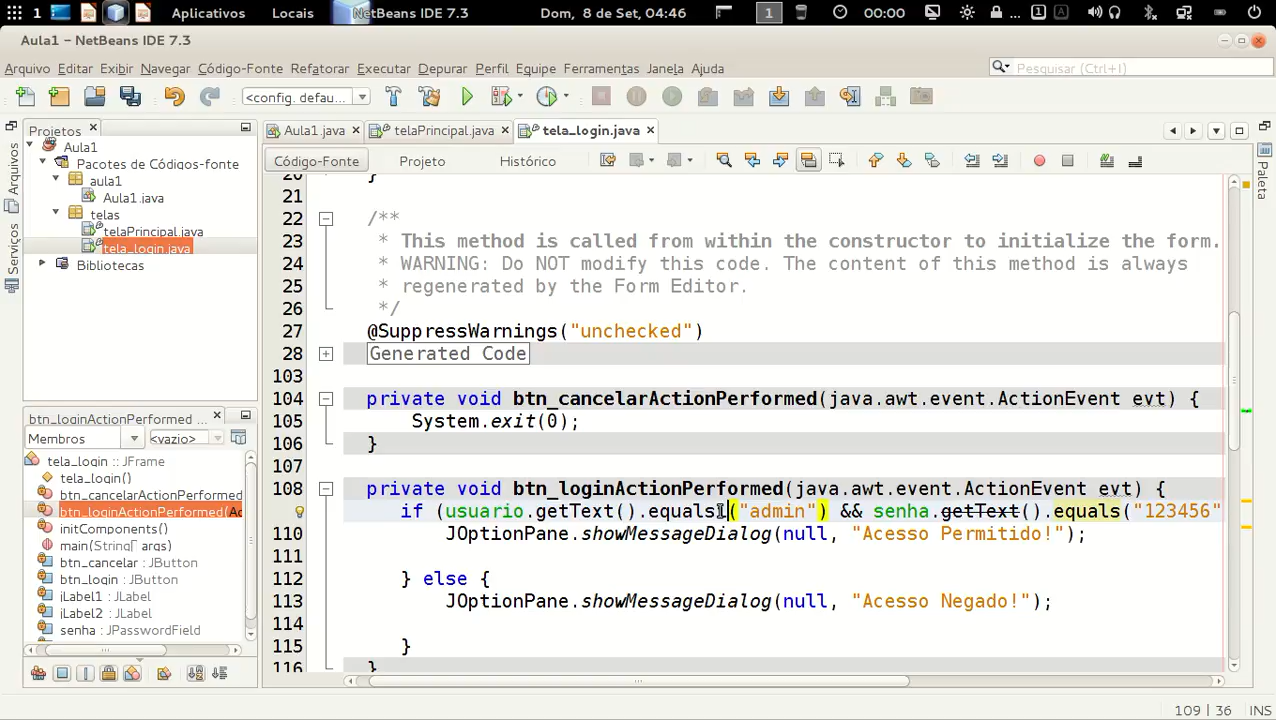 Aplicativos Locais NetBeans IDE 7.3 Dom, 8 de Set, 04:46 1 00:00 ... 1 A
Aula1 – NetBeans IDE 7.3
Arquivo Editar Exibir Navegar Código-Fonte Refatorar Executar Depurar Perfil Equipe Ferramentas Janela Ajuda Pesquisar (Ctrl+I)
<config. defau...
Projetos
Aula1.java telaPrincipal.java tela_login.java
Código-Fonte Projeto Histórico
Arquivos
Serviços
Paleta
Aula1
Pacotes de Códigos-fonte
aula1
Aula1.java
telas
telaPrincipal.java
tela_login.java
Bibliotecas
btn_loginActionPerformed
Membros <vazio>
tela_login :: JFrame
tela_login()
btn_cancelarActionPerformed
btn_loginActionPerformed(Ac
initComponents()
main(String[] args)
btn_cancelar : JButton
btn_login : JButton
jLabel1 : JLabel
jLabel2 : JLabel
senha : JPasswordField
20 }
21
22 /**
23 * This method is called from within the constructor to initialize the form.
24 * WARNING: Do NOT modify this code. The content of this method is always
25 * regenerated by the Form Editor.
26 */
27 @SuppressWarnings("unchecked")
28 Generated Code
103
104 private void btn_cancelarActionPerformed(java.awt.event.ActionEvent evt) {
105 System.exit(0);
106 }
107
108 private void btn_loginActionPerformed(java.awt.event.ActionEvent evt) {
if (usuario.getText().equals("admin") && senha.getText().equals("123456"
110 JOptionPane.showMessageDialog(null, "Acesso Permitido!");
111
112 } else {
113 JOptionPane.showMessageDialog(null, "Acesso Negado!");
114
115 }
116 }
109 | 36 INS